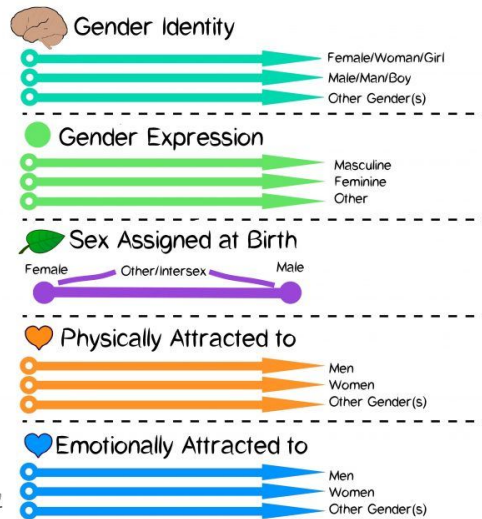 Gender Identity
Female/Woman/Girl
Male/Man/Boy
Other Gender(s)
Gender Expression
Masculine
Feminine
Other
Sex Assigned at Birth
Female Other/Intersex Male
Physically Attracted to
Men
Women
Other Gender(s)
Emotionally Attracted to
Men
Women
Other Gender(s)